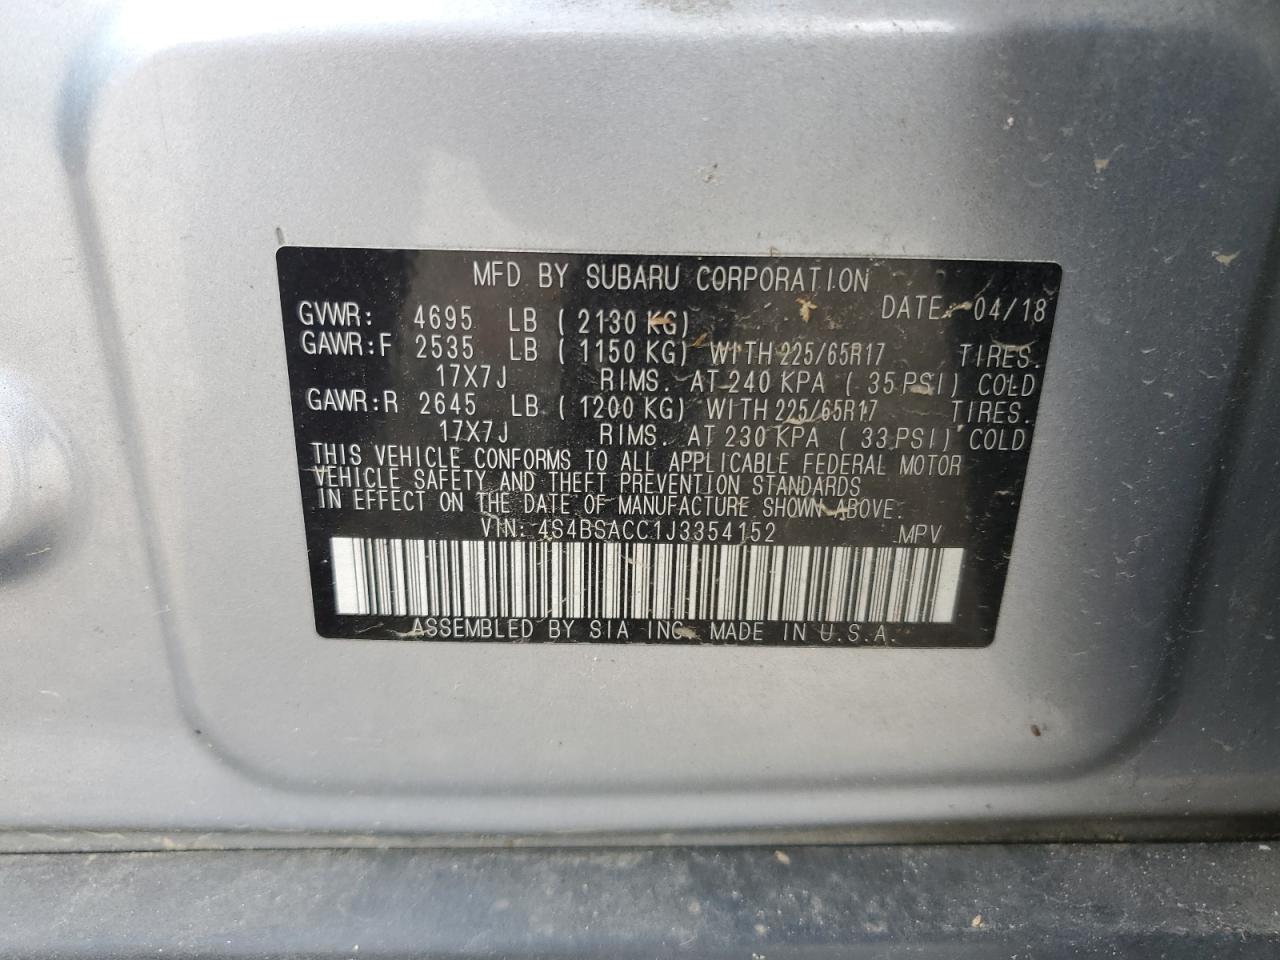 MFD BY SUBARU CORPORATION
DATE: 04/18
GVWR: 4695 LB (2130 KG)
GAWR:F 2535 LB (1150 KG) WITH 225/65R17 TIRES.
17X7J RIMS. AT 240 KPA (35 PSI) COLD
GAWR:R 2645 LB (1200 KG) WITH 225/65R17 TIRES.
17X7J RIMS. AT 230 KPA (33 PSI) COLD
THIS VEHICLE CONFORMS TO ALL APPLICABLE FEDERAL MOTOR
VEHICLE SAFETY AND THEFT PREVENTION STANDARDS
IN EFFECT ON THE DATE OF MANUFACTURE SHOWN ABOVE.
VIN: 4S4BSACC1J3354152 MPV
ASSEMBLED BY SIA INC. MADE IN U.S.A.